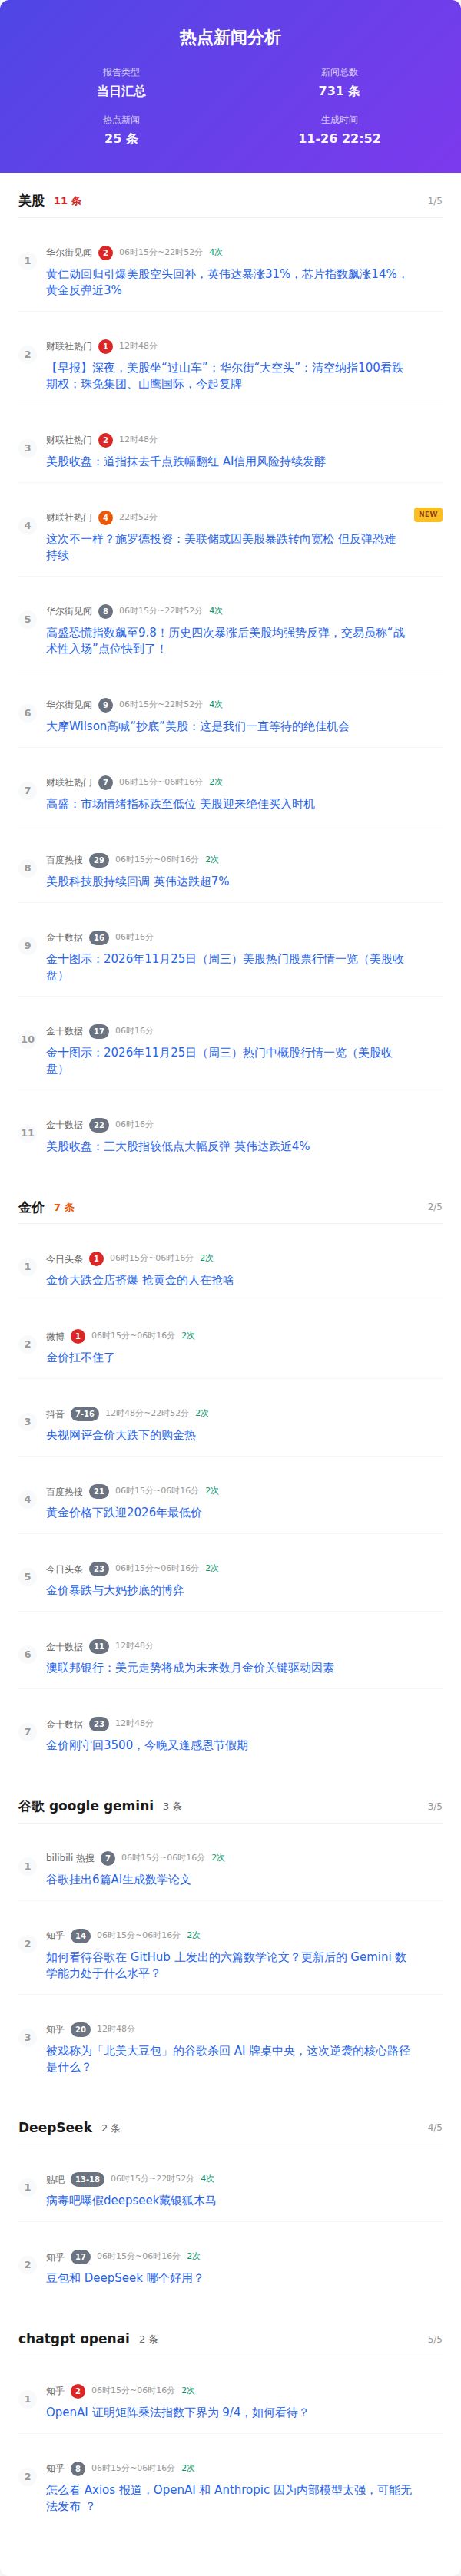 热点新闻分析
报告类型
当日汇总
新闻总数
731 条
热点新闻
25 条
生成时间
11-26 22:52
美股 11 条 1/5
1
华尔街见闻 2 06时15分~22时52分 4次
黄仁勋回归引爆美股空头回补，英伟达暴涨31%，芯片指数飙涨14%，
黄金反弹近3%
2
财联社热门 1 12时48分
【早报】深夜，美股坐“过山车”；华尔街“大空头”：清空纳指100看跌
期权；珠免集团、山鹰国际，今起复牌
3
财联社热门 2 12时48分
美股收盘：道指抹去千点跌幅翻红 AI信用风险持续发酵
4
财联社热门 4 22时52分
NEW
这次不一样？施罗德投资：美联储或因美股暴跌转向宽松 但反弹恐难
持续
5
华尔街见闻 8 06时15分~22时52分 4次
高盛恐慌指数飙至9.8！历史四次暴涨后美股均强势反弹，交易员称“战
术性入场”点位快到了！
6
华尔街见闻 9 06时15分~22时52分 4次
大摩Wilson高喊“抄底”美股：这是我们一直等待的绝佳机会
7
财联社热门 7 06时15分~06时16分 2次
高盛：市场情绪指标跌至低位 美股迎来绝佳买入时机
8
百度热搜 29 06时15分~06时16分 2次
美股科技股持续回调 英伟达跌超7%
9
金十数据 16 06时16分
金十图示：2026年11月25日（周三）美股热门股票行情一览（美股收
盘）
10
金十数据 17 06时16分
金十图示：2026年11月25日（周三）热门中概股行情一览（美股收
盘）
11
金十数据 22 06时16分
美股收盘：三大股指较低点大幅反弹 英伟达跌近4%
金价 7 条 2/5
1
今日头条 1 06时15分~06时16分 2次
金价大跌金店挤爆 抢黄金的人在抢啥
2
微博 1 06时15分~06时16分 2次
金价扛不住了
3
抖音 7-16 12时48分~22时52分 2次
央视网评金价大跌下的购金热
4
百度热搜 21 06时15分~06时16分 2次
黄金价格下跌迎2026年最低价
5
今日头条 23 06时15分~06时16分 2次
金价暴跌与大妈抄底的博弈
6
金十数据 11 12时48分
澳联邦银行：美元走势将成为未来数月金价关键驱动因素
7
金十数据 23 12时48分
金价刚守回3500，今晚又逢感恩节假期
谷歌 google gemini 3 条 3/5
1
bilibili 热搜 7 06时15分~06时16分 2次
谷歌挂出6篇AI生成数学论文
2
知乎 14 06时15分~06时16分 2次
如何看待谷歌在 GitHub 上发出的六篇数学论文？更新后的 Gemini 数
学能力处于什么水平？
3
知乎 20 12时48分
被戏称为「北美大豆包」的谷歌杀回 AI 牌桌中央，这次逆袭的核心路径
是什么？
DeepSeek 2 条 4/5
1
贴吧 13-18 06时15分~22时52分 4次
病毒吧曝假deepseek藏银狐木马
2
知乎 17 06时15分~06时16分 2次
豆包和 DeepSeek 哪个好用？
chatgpt openai 2 条 5/5
1
知乎 2 06时15分~06时16分 2次
OpenAI 证明矩阵乘法指数下界为 9/4，如何看待？
2
知乎 8 06时15分~06时16分 2次
怎么看 Axios 报道，OpenAI 和 Anthropic 因为内部模型太强，可能无
法发布 ？